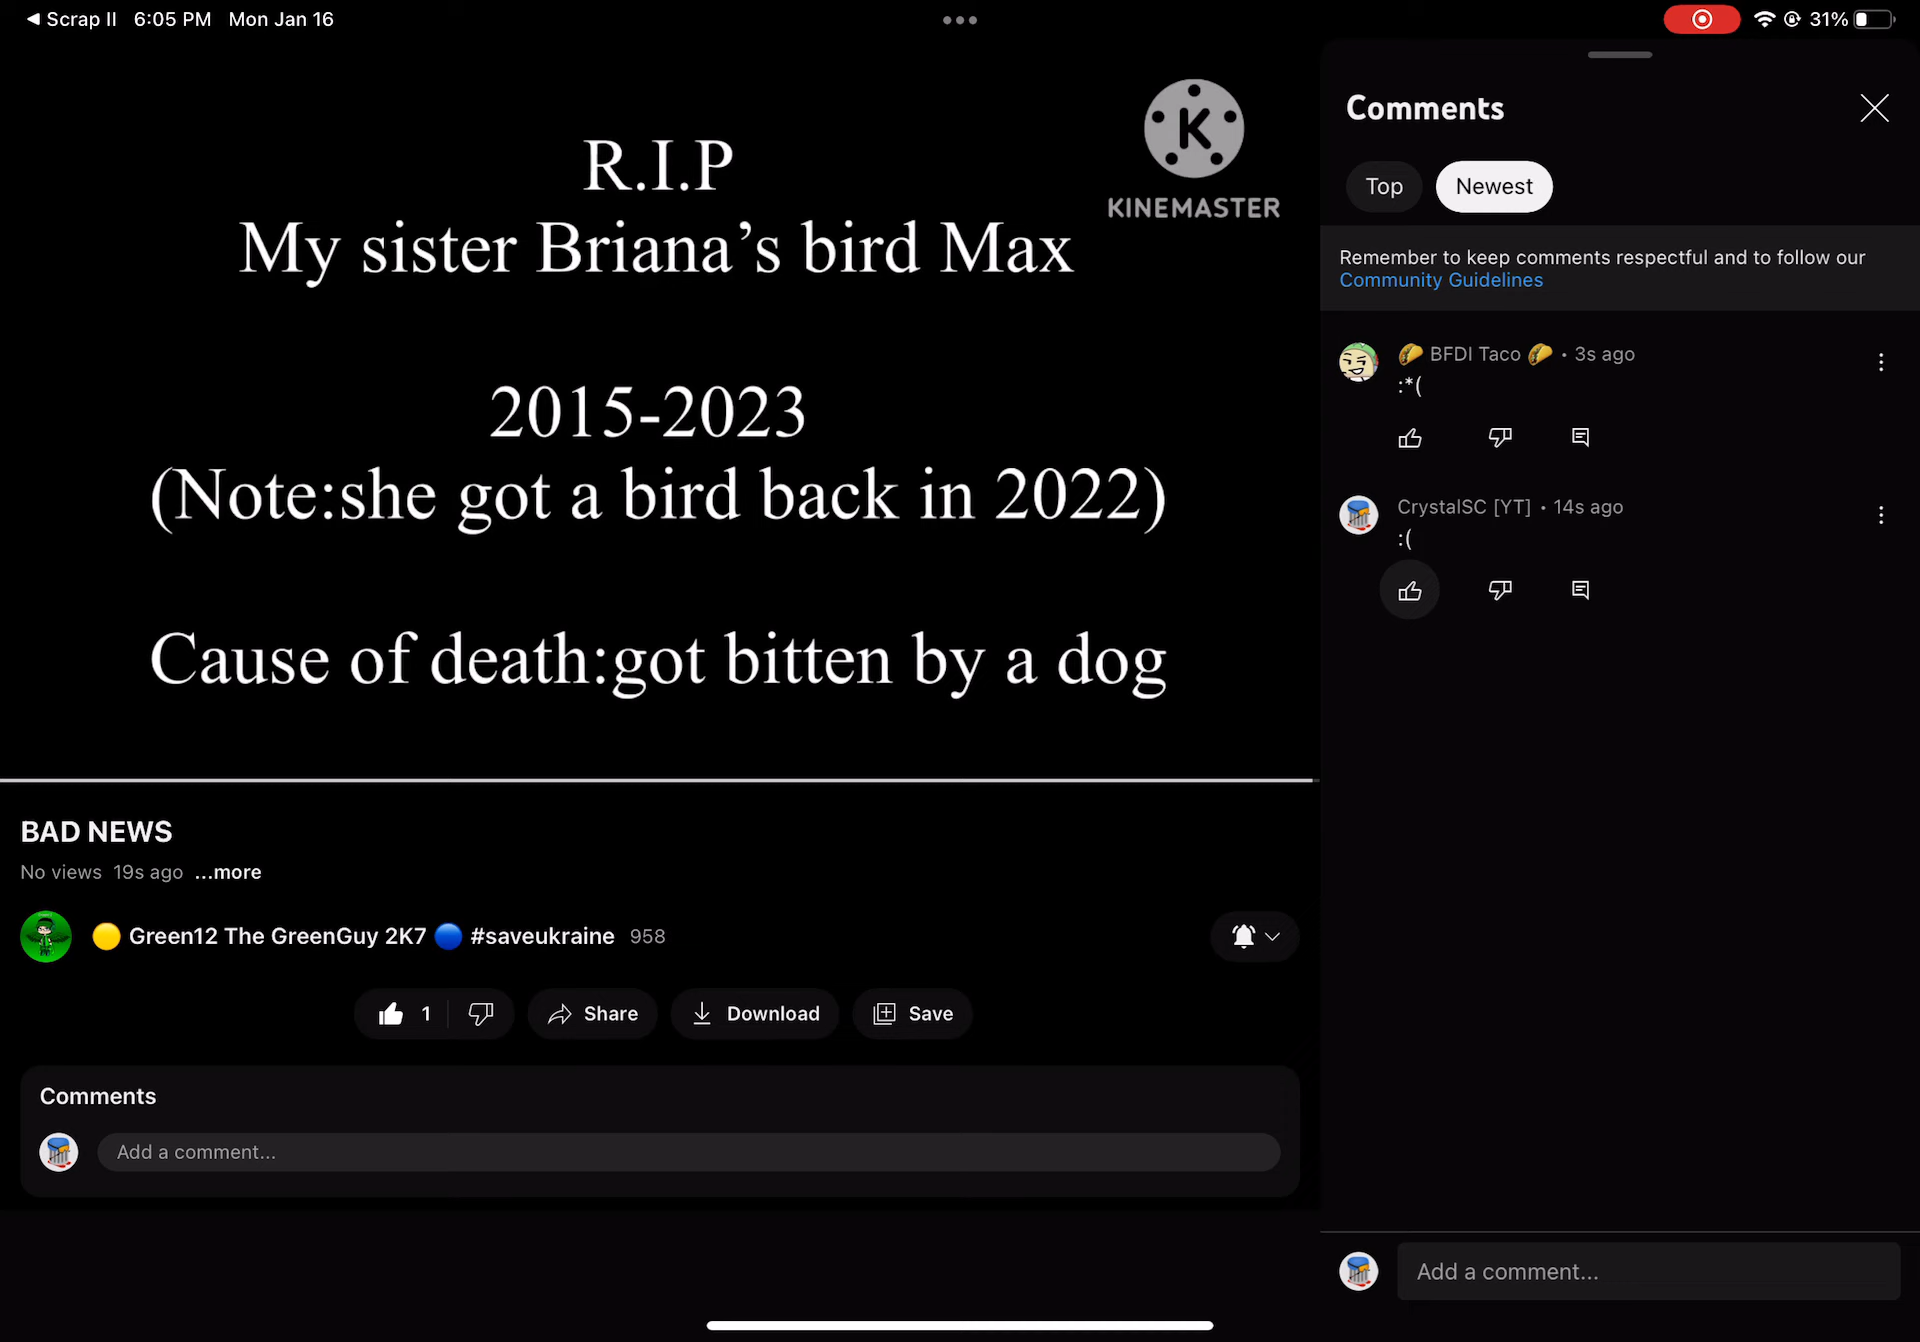 Scrap II 6:05 PM Mon Jan 16
31%
R.I.P
My sister Briana’s bird Max
2015-2023
(Note:she got a bird back in 2022)
Cause of death:got bitten by a dog
K
KINEMASTER
BAD NEWS
No views 19s ago ...more
Green12 The GreenGuy 2K7 #saveukraine 958
1
Share
Download
Save
Comments
Add a comment...
Comments
Top
Newest
Remember to keep comments respectful and to follow our
Community Guidelines
🌮 BFDI Taco 🌮 • 3s ago
:*(
CrystalSC [YT] • 14s ago
:(
Add a comment...